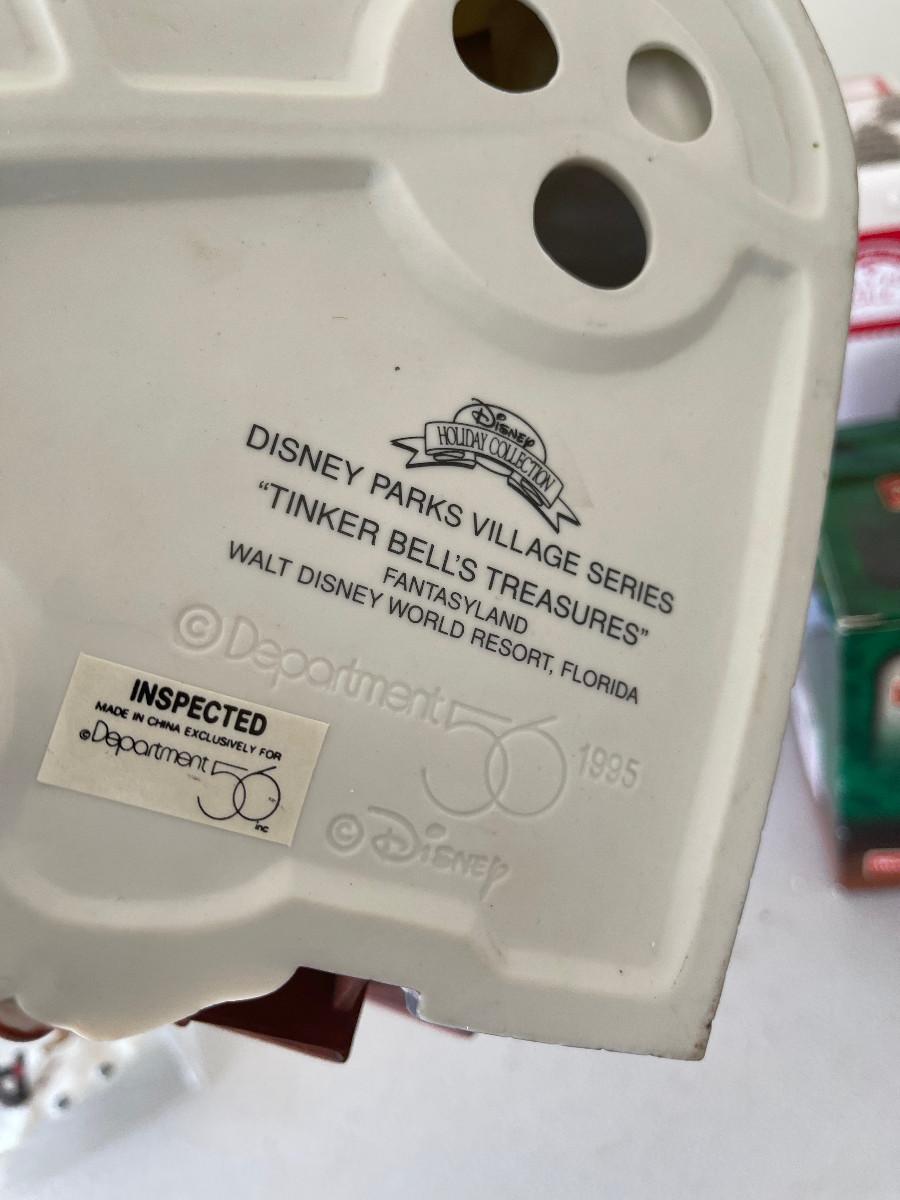 Disney
HOLIDAY COLLECTION
DISNEY PARKS VILLAGE SERIES
“TINKER BELL'S TREASURES”
FANTASYLAND
WALT DISNEY WORLD RESORT, FLORIDA
©Department 56 1995
©Disney
INSPECTED
MADE IN CHINA EXCLUSIVELY FOR
©Department 56
inc